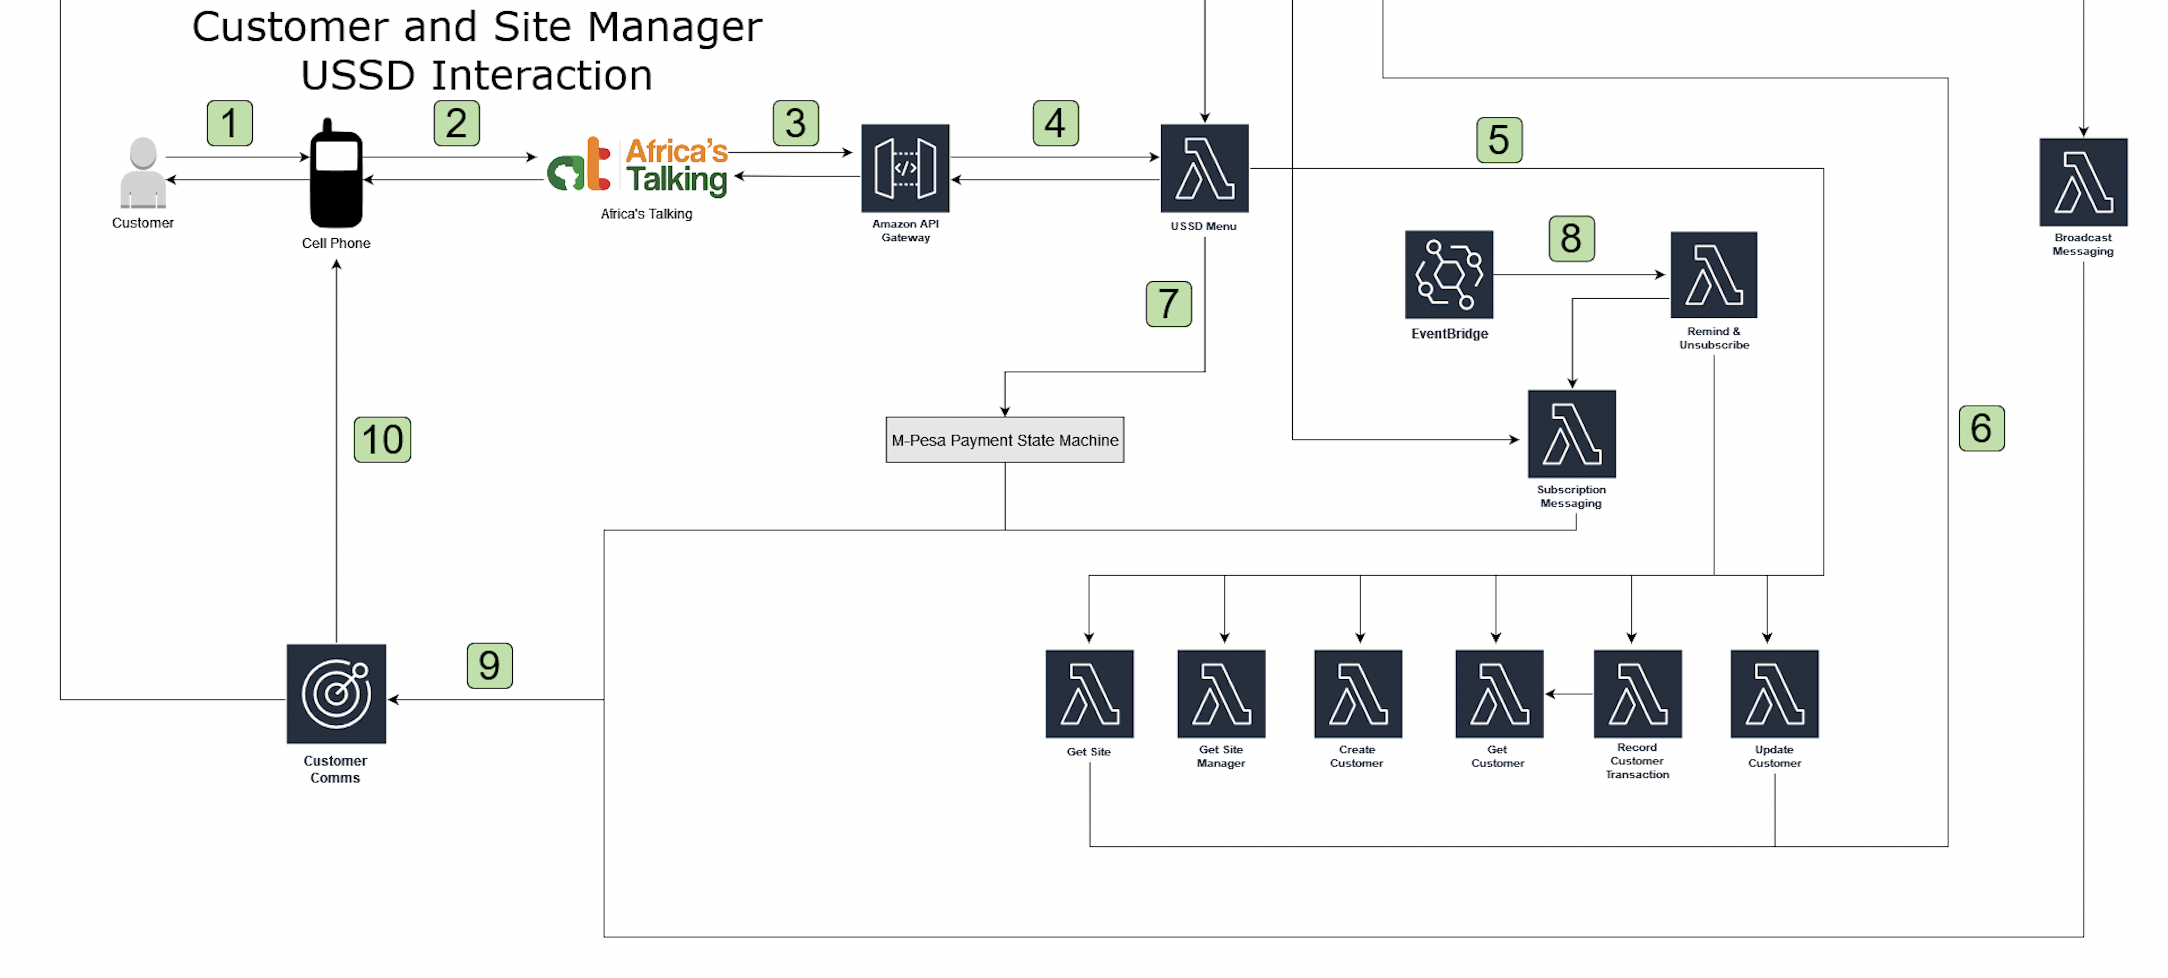 Customer and Site Manager
USSD Interaction
1
2
3
4
5
Africa's
Talking
Customer
Cell Phone
Africa's Talking
Amazon API
Gateway
USSD Menu
Broadcast
Messaging
8
7
EventBridge
Remind &
Unsubscribe
10
M-Pesa Payment State Machine
6
Subscription
Messaging
9
Customer
Comms
Get Site
Get Site
Manager
Create
Customer
Get
Customer
Record
Customer
Transaction
Update
Customer